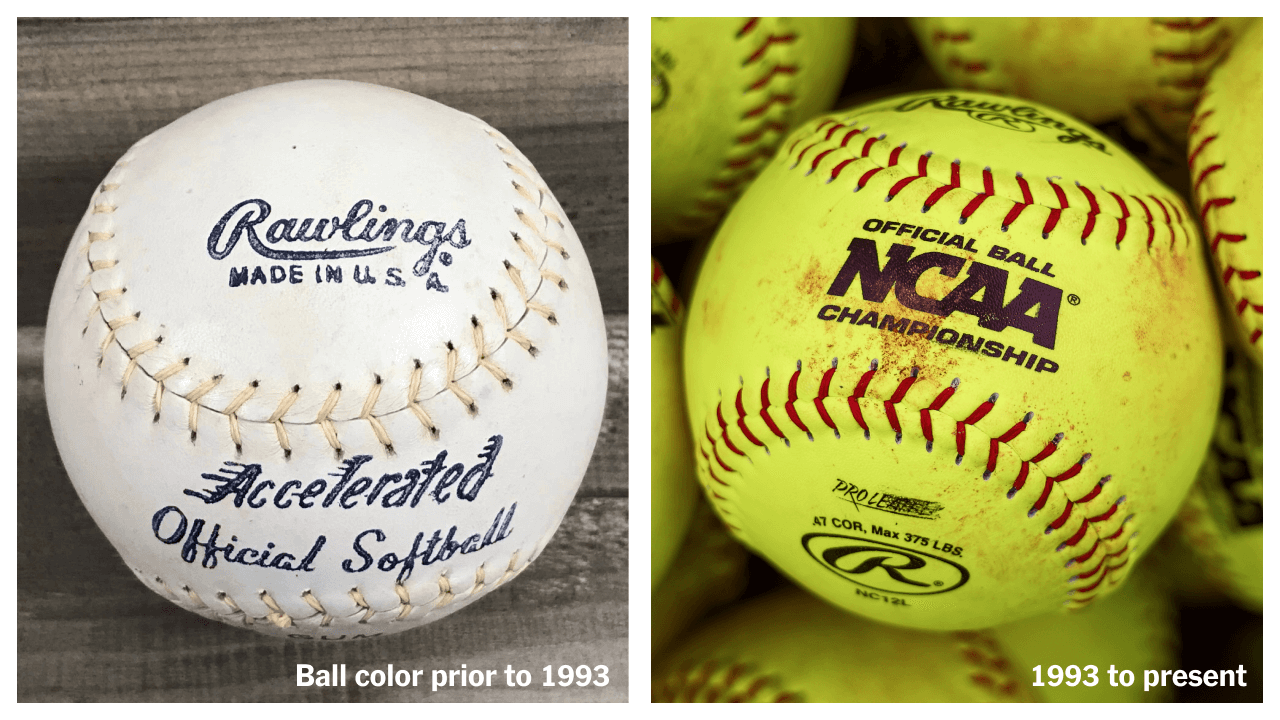 Rawlings
MADE IN U.S.A.
Accelerated
Official Softball
GUM
Ball color prior to 1993
Rawlings
R
OFFICIAL BALL
NCAA®
CHAMPIONSHIP
COR, Max 375 LBS.
R®
NC12L
1993 to present